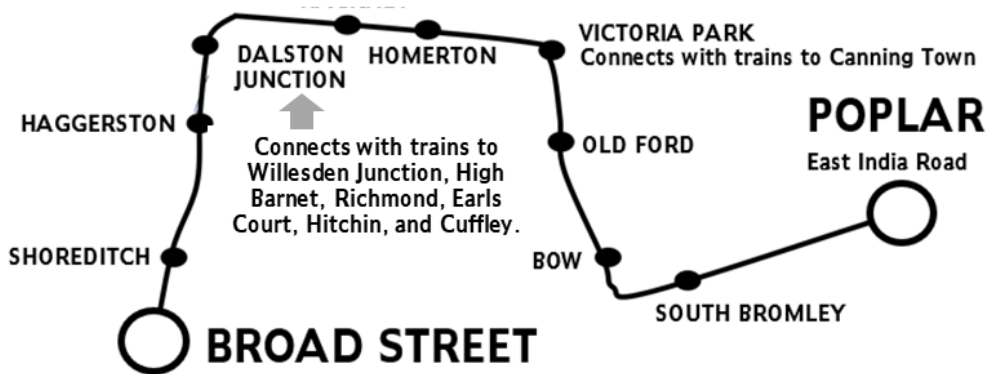 VICTORIA PARK
Connects with trains to Canning Town
DALSTON
JUNCTION
HOMERTON
POPLAR
East India Road
HAGGERSTON
OLD FORD
Connects with trains to
Willesden Junction, High
Barnet, Richmond, Earls
Court, Hitchin, and Cuffley.
SHOREDITCH
BOW
SOUTH BROMLEY
BROAD STREET